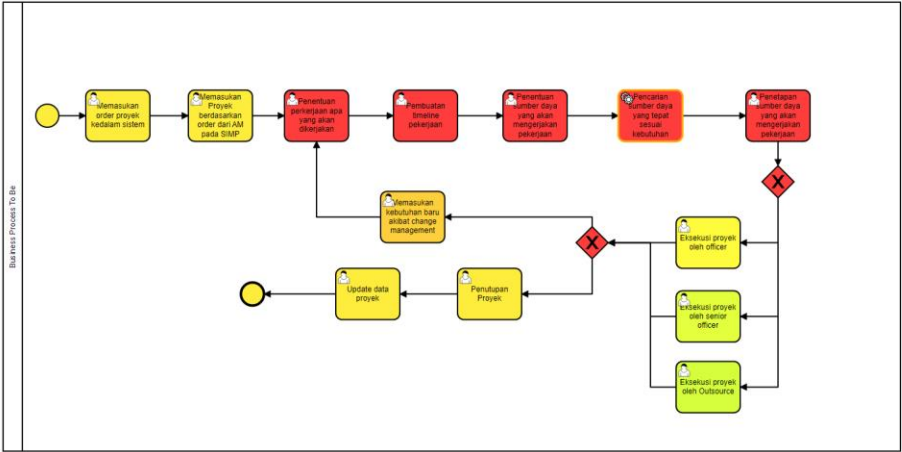 Business Process To Be
Memasukan
order proyek
kedalam sistem
Memasukan
Proyek
berdasarkan
order dari AM
pada SIMP
Penentuan
perkerjaan apa
yang akan
dikerjakan
Pembuatan
timeline
pekerjaan
Penentuan
sumber daya
yang akan
mengerjakan
pekerjaan
Pencarian
sumber daya
yang tepat
sesuai
kebutuhan
Penetapan
sumber daya
yang akan
mengerjakan
pekerjaan
X
Memasukan
kebutuhan baru
akibat change
management
X
Eksekusi proyek
oleh officer
Update data
proyek
Penutupan
Proyek
Eksekusi proyek
oleh senior
officer
Eksekusi proyek
oleh Outsource